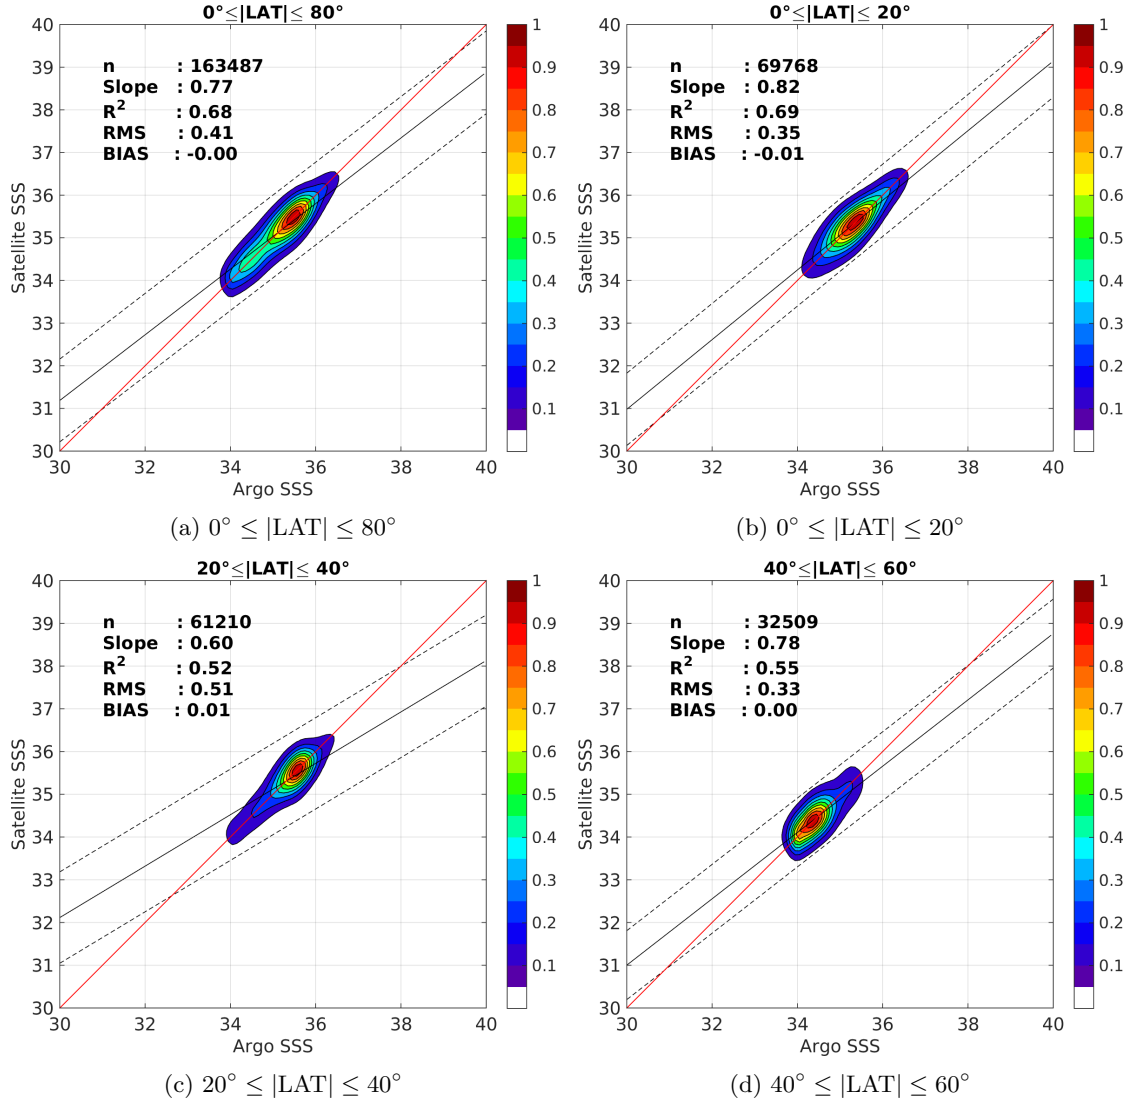 0°≤|LAT|≤ 80°
n : 163487
Slope : 0.77
R² : 0.68
RMS : 0.41
BIAS : -0.00
40
39
38
37
36
35
34
33
32
31
30
30 32 34 36 38 40
Satellite SSS
Argo SSS
1
0.9
0.8
0.7
0.6
0.5
0.4
0.3
0.2
0.1
(a) 0° ≤ |LAT| ≤ 80°
0°≤|LAT|≤ 20°
n : 69768
Slope : 0.82
R² : 0.69
RMS : 0.35
BIAS : -0.01
40
39
38
37
36
35
34
33
32
31
30
30 32 34 36 38 40
Satellite SSS
Argo SSS
1
0.9
0.8
0.7
0.6
0.5
0.4
0.3
0.2
0.1
(b) 0° ≤ |LAT| ≤ 20°
20°≤|LAT|≤ 40°
n : 61210
Slope : 0.60
R² : 0.52
RMS : 0.51
BIAS : 0.01
40
39
38
37
36
35
34
33
32
31
30
30 32 34 36 38 40
Satellite SSS
Argo SSS
1
0.9
0.8
0.7
0.6
0.5
0.4
0.3
0.2
0.1
(c) 20° ≤ |LAT| ≤ 40°
40°≤|LAT|≤ 60°
n : 32509
Slope : 0.78
R² : 0.55
RMS : 0.33
BIAS : 0.00
40
39
38
37
36
35
34
33
32
31
30
30 32 34 36 38 40
Satellite SSS
Argo SSS
1
0.9
0.8
0.7
0.6
0.5
0.4
0.3
0.2
0.1
(d) 40° ≤ |LAT| ≤ 60°